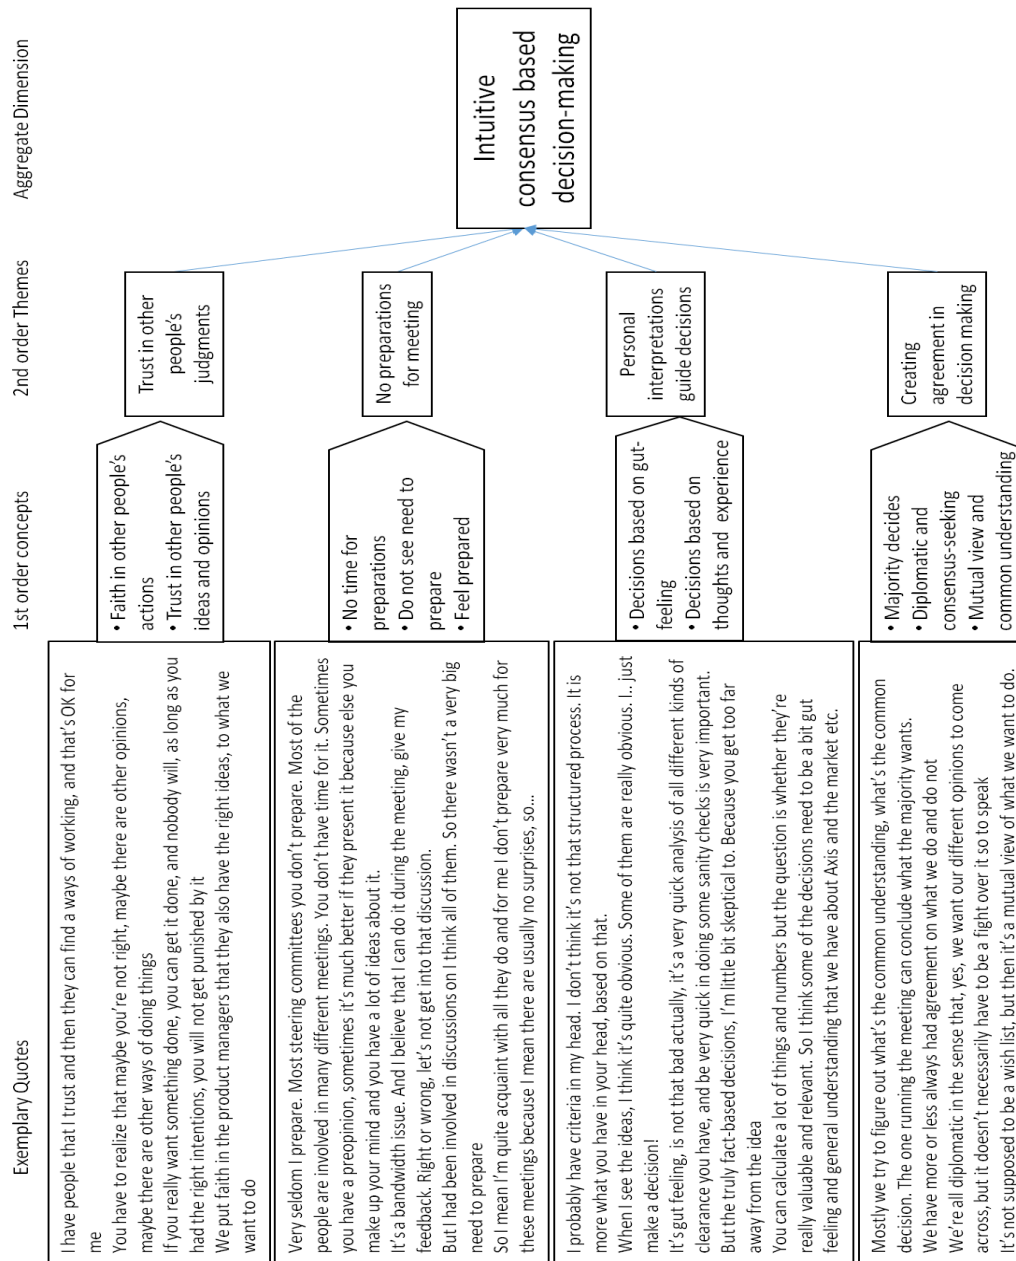 Exemplary Quotes
1st order concepts
2nd order Themes
Aggregate Dimension
I have people that I trust and then they can find a ways of working, and that's OK for
me
You have to realize that, maybe you're not right, maybe there are other opinions,
maybe there are other ways of doing things
If you really want something done, you can get it done, and nobody will, as long as you
had the right intentions, you will not get punished by it
We put faith in the product managers that they also have the right ideas, to what we
want to do
• Faith in other people's
actions
• Trust in other people's
ideas and opinions
Trust in other
people's
judgments
Very seldom I prepare. Most steering committees you don't prepare. Most of the
people are involved in many different meetings. You don't have time for it. Sometimes
you have a preopinion, sometimes it's much better if they present it because else you
make up your mind and you have a lot of ideas about it.
It's a bandwidth issue. And I believe that I can do it during the meeting, give my
feedback. Right or wrong, let's not get into that discussion.
But I had been involved in discussions on I think all of them. So there wasn't a very big
need to prepare
So I mean I'm quite acquaint with all they do and for me I don't prepare very much for
these meetings because I mean there are usually no surprises, so...
• No time for
preparations
• Do not see need to
prepare
• Feel prepared
No preparations
for meeting
I probably have criteria in my head. I don't think it's not that structured process. It is
more what you have in your head, based on that.
When I see the ideas, I think it's quite obvious. Some of them are really obvious. I.. just
make a decision!
It's gut feeling, is not that bad actually, it's a very quick analysis of all different kinds of
clearance you have, and be very quick in doing some sanity checks is very important.
But the truly fact-based decisions, I'm little bit skeptical to. Because you get too far
away from the idea
You can calculate a lot of things and numbers but the question is whether they're
really valuable and relevant. So I think some of the decisions need to be a bit gut
feeling and general understanding that we have about Axis and the market etc.
• Decisions based on gut-
feeling
• Decisions based on
thoughts and experience
Personal
interpretations
guide decisions
Mostly we try to figure out what's the common understanding, what's the common
decision. The one running the meeting can conclude what the majority wants.
We have more or less always had agreement on what we do and do not
We're all diplomatic in the sense that, yes, we want our different opinions to come
across, but it doesn't necessarily have to be a fight over it so to speak
It's not supposed to be a wish list, but then it's a mutual view of what we want to do.
• Majority decides
• Diplomatic and
consensus-seeking
• Mutual view and
common understanding
Creating
agreement in
decision making
Intuitive
consensus based
decision-making